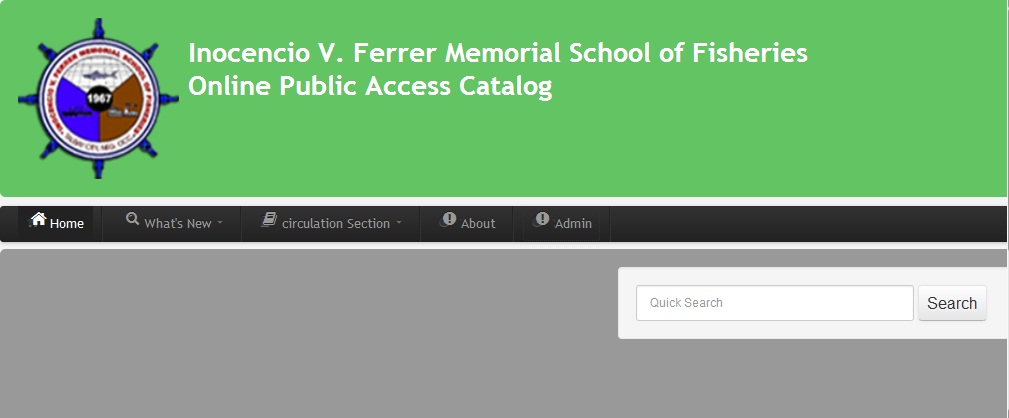 Inocencio V. Ferrer Memorial School of Fisheries
Online Public Access Catalog
INOCENCIO V. FERRER MEMORIAL SCHOOL OF FISHERIES
1967
Home What's New circulation Section About Admin
Quick Search Search